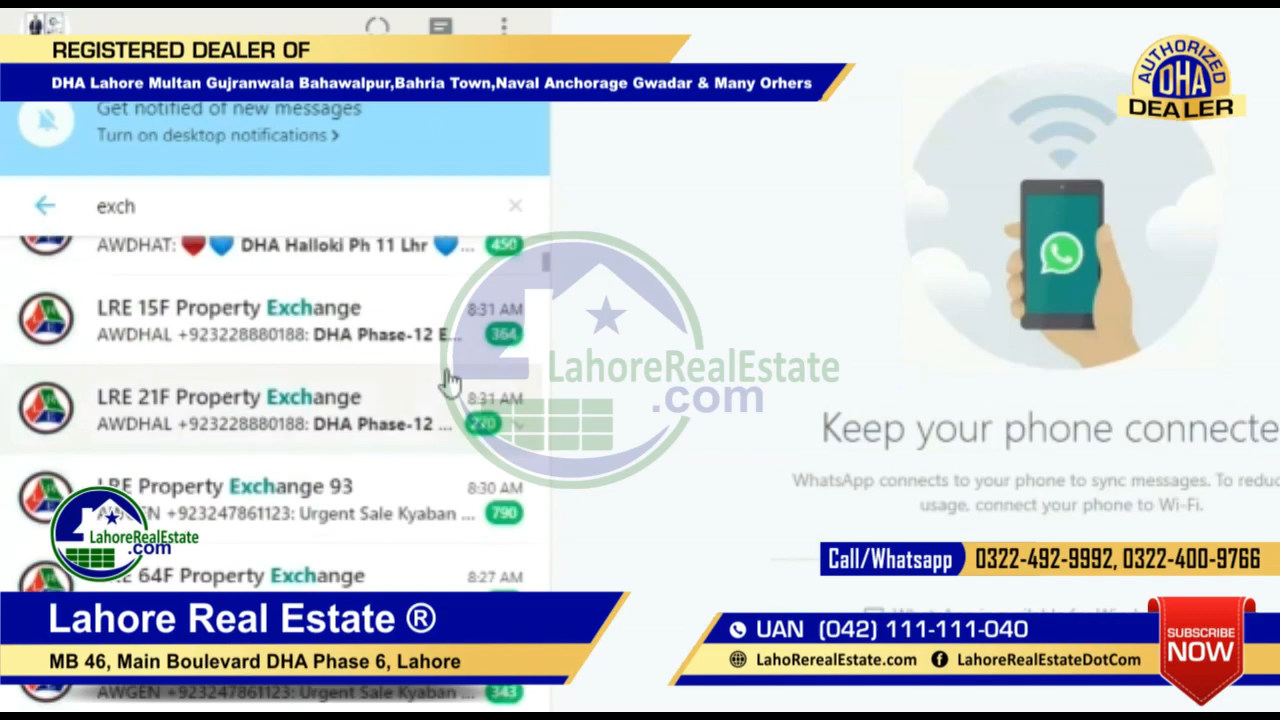 REGISTERED DEALER OF
DHA Lahore Multan Gujranwala Bahawalpur,Bahria Town,Naval Anchorage Gwadar & Many Orhers
AUTHORIZED
DHA
DEALER
Get notified of new messages
Turn on desktop notifications >
exch
AWDHAT: ❤️ 💙 DHA Halloki Ph 11 Lhr 💙 ... 450
LRE 15F Property Exchange 8:31 AM
AWDHAL +923228880188: DHA Phase-12 E... 364
LRE 21F Property Exchange 8:31 AM
AWDHAL +923228880188: DHA Phase-12 ... 270
LRE Property Exchange 93 8:30 AM
AWGEN +923247861123: Urgent Sale Kyaban ... 790
64F Property Exchange 8:27 AM
AWGEN +923247861123: Urgent Sale Kyaban ... 343
LahoreRealEstate
.com
Keep your phone connecte
WhatsApp connects to your phone to sync messages. To reduc
usage, connect your phone to Wi-Fi.
LahoreRealEstate
.com
Call/Whatsapp 0322-492-9992, 0322-400-9766
Lahore Real Estate ®
MB 46, Main Boulevard DHA Phase 6, Lahore
UAN (042) 111-111-040
LahoRerealEstate.com LahoreRealEstateDotCom
SUBSCRIBE
NOW